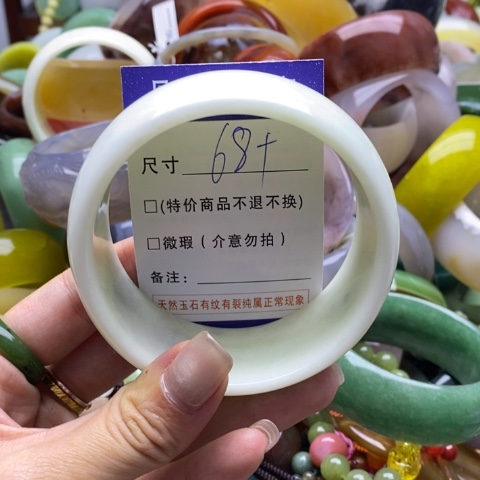 尺寸 68+
□(特价商品不退不换)
□微瑕(介意勿拍)
备注:
天然玉石有纹有裂纯属正常现象